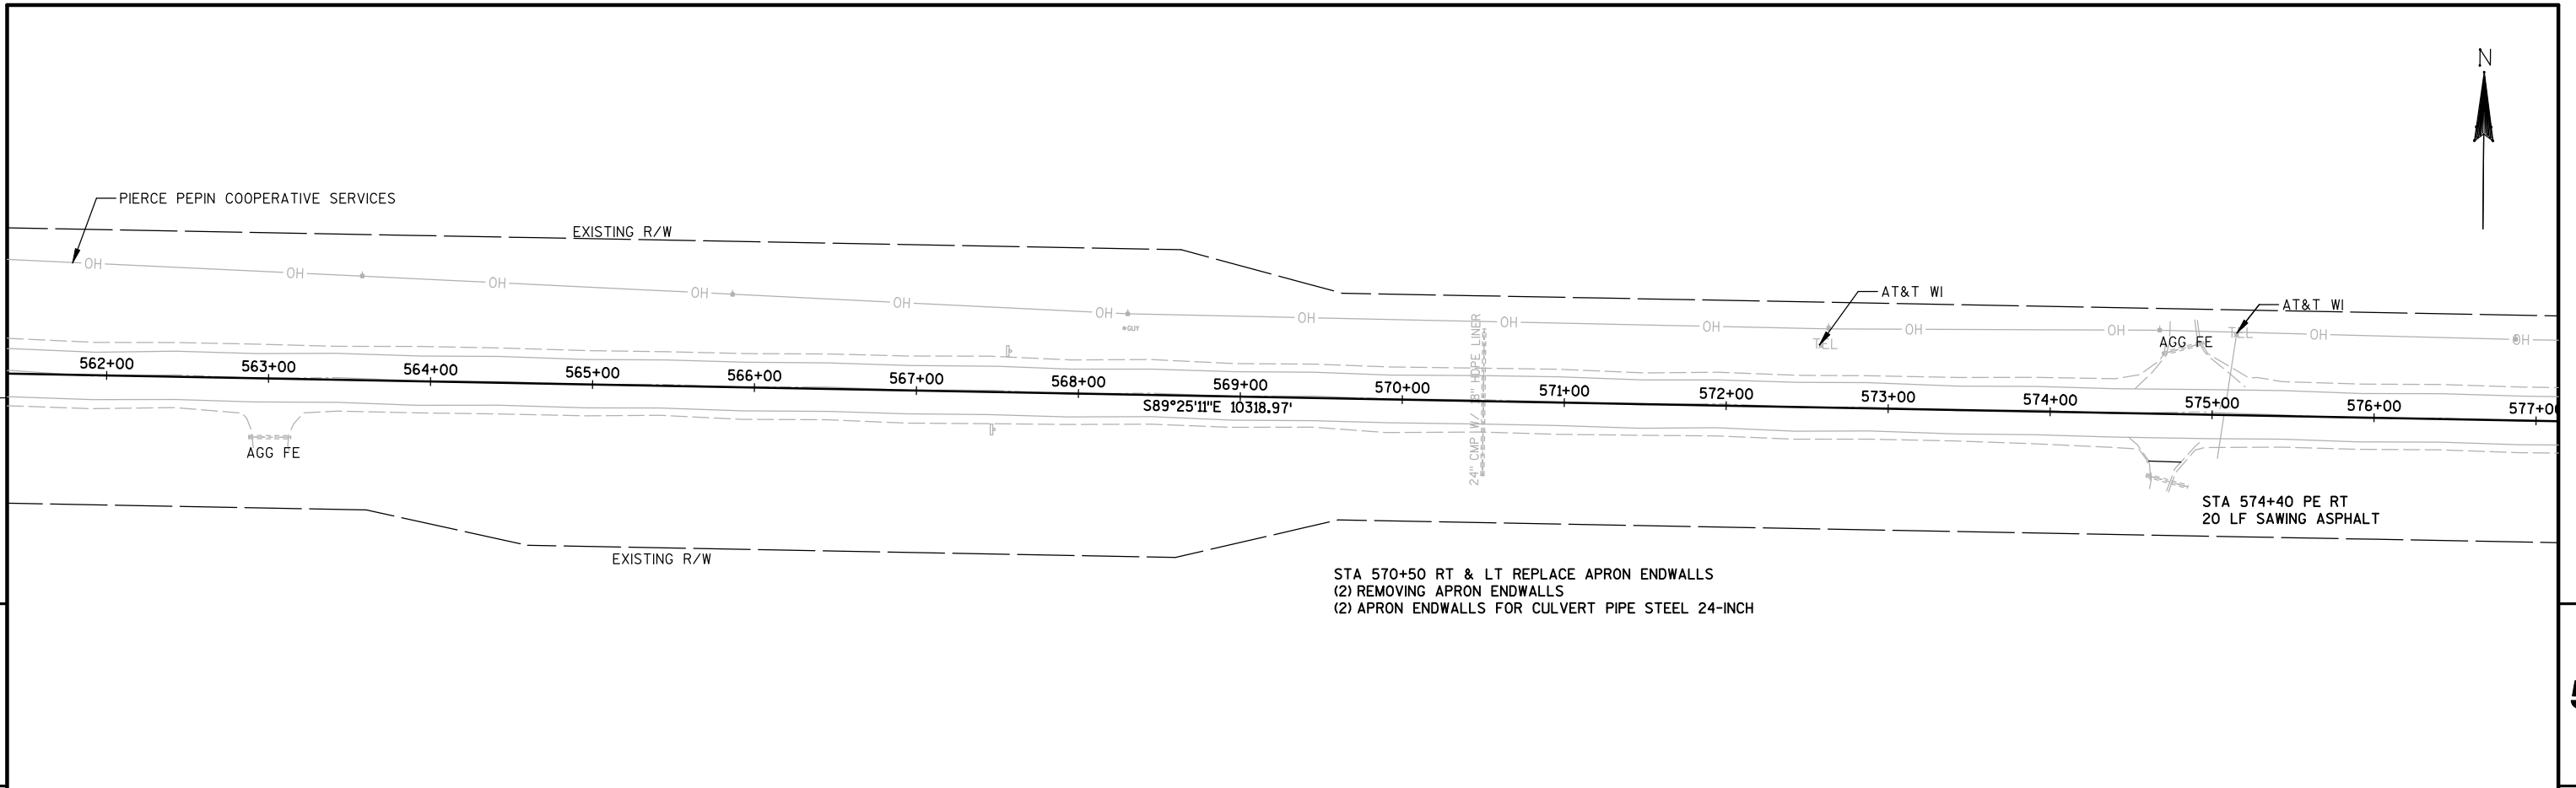 N
PIERCE PEPIN COOPERATIVE SERVICES
EXISTING R/W
OH OH OH OH OH OH OH OH OH OH OH OH OH
GUY
AT&T WI
AT&T WI
TEL
TEL
AGG FE
562+00 563+00 564+00 565+00 566+00 567+00 568+00 569+00 570+00 571+00 572+00 573+00 574+00 575+00 576+00 577+00
S89°25'11"E 10318.97'
24" CMP W/ 18" HDPE LINER
AGG FE
STA 574+40 PE RT
20 LF SAWING ASPHALT
EXISTING R/W
STA 570+50 RT & LT REPLACE APRON ENDWALLS
(2) REMOVING APRON ENDWALLS
(2) APRON ENDWALLS FOR CULVERT PIPE STEEL 24-INCH